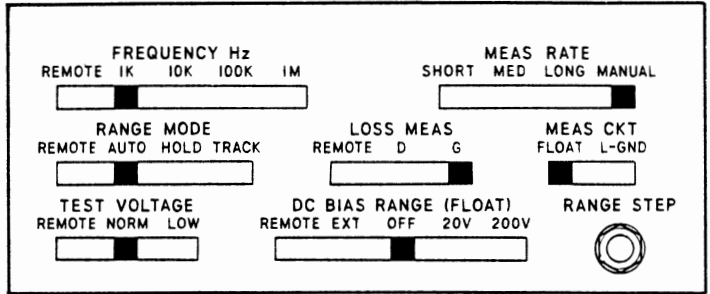 FREQUENCY Hz
REMOTE 1K 10K 100K 1M
MEAS RATE
SHORT MED LONG MANUAL
RANGE MODE
REMOTE AUTO HOLD TRACK
LOSS MEAS
REMOTE D G
MEAS CKT
FLOAT L-GND
TEST VOLTAGE
REMOTE NORM LOW
DC BIAS RANGE (FLOAT)
REMOTE EXT OFF 20V 200V
RANGE STEP